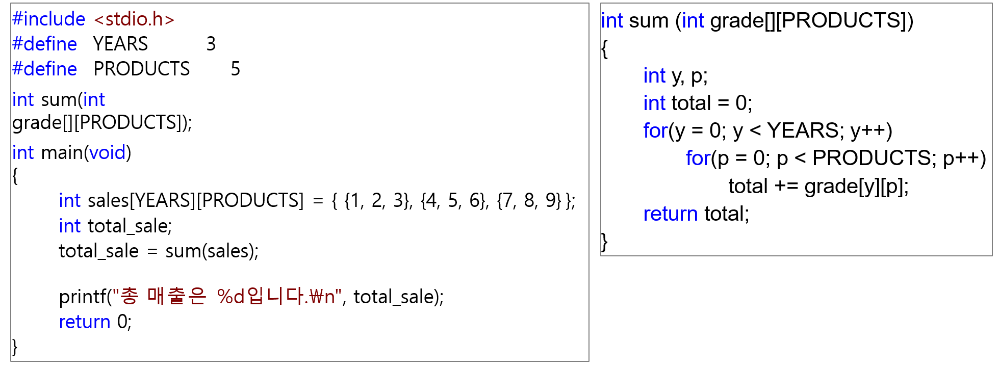 #include <stdio.h>
#define YEARS 3
#define PRODUCTS 5
int sum(int
grade[][PRODUCTS]);
int main(void)
{
int sales[YEARS][PRODUCTS] = { {1, 2, 3}, {4, 5, 6}, {7, 8, 9} };
int total_sale;
total_sale = sum(sales);
printf("총 매출은 %d입니다.₩n", total_sale);
return 0;
}
int sum (int grade[][PRODUCTS])
{
int y, p;
int total = 0;
for(y = 0; y < YEARS; y++)
for(p = 0; p < PRODUCTS; p++)
total += grade[y][p];
return total;
}